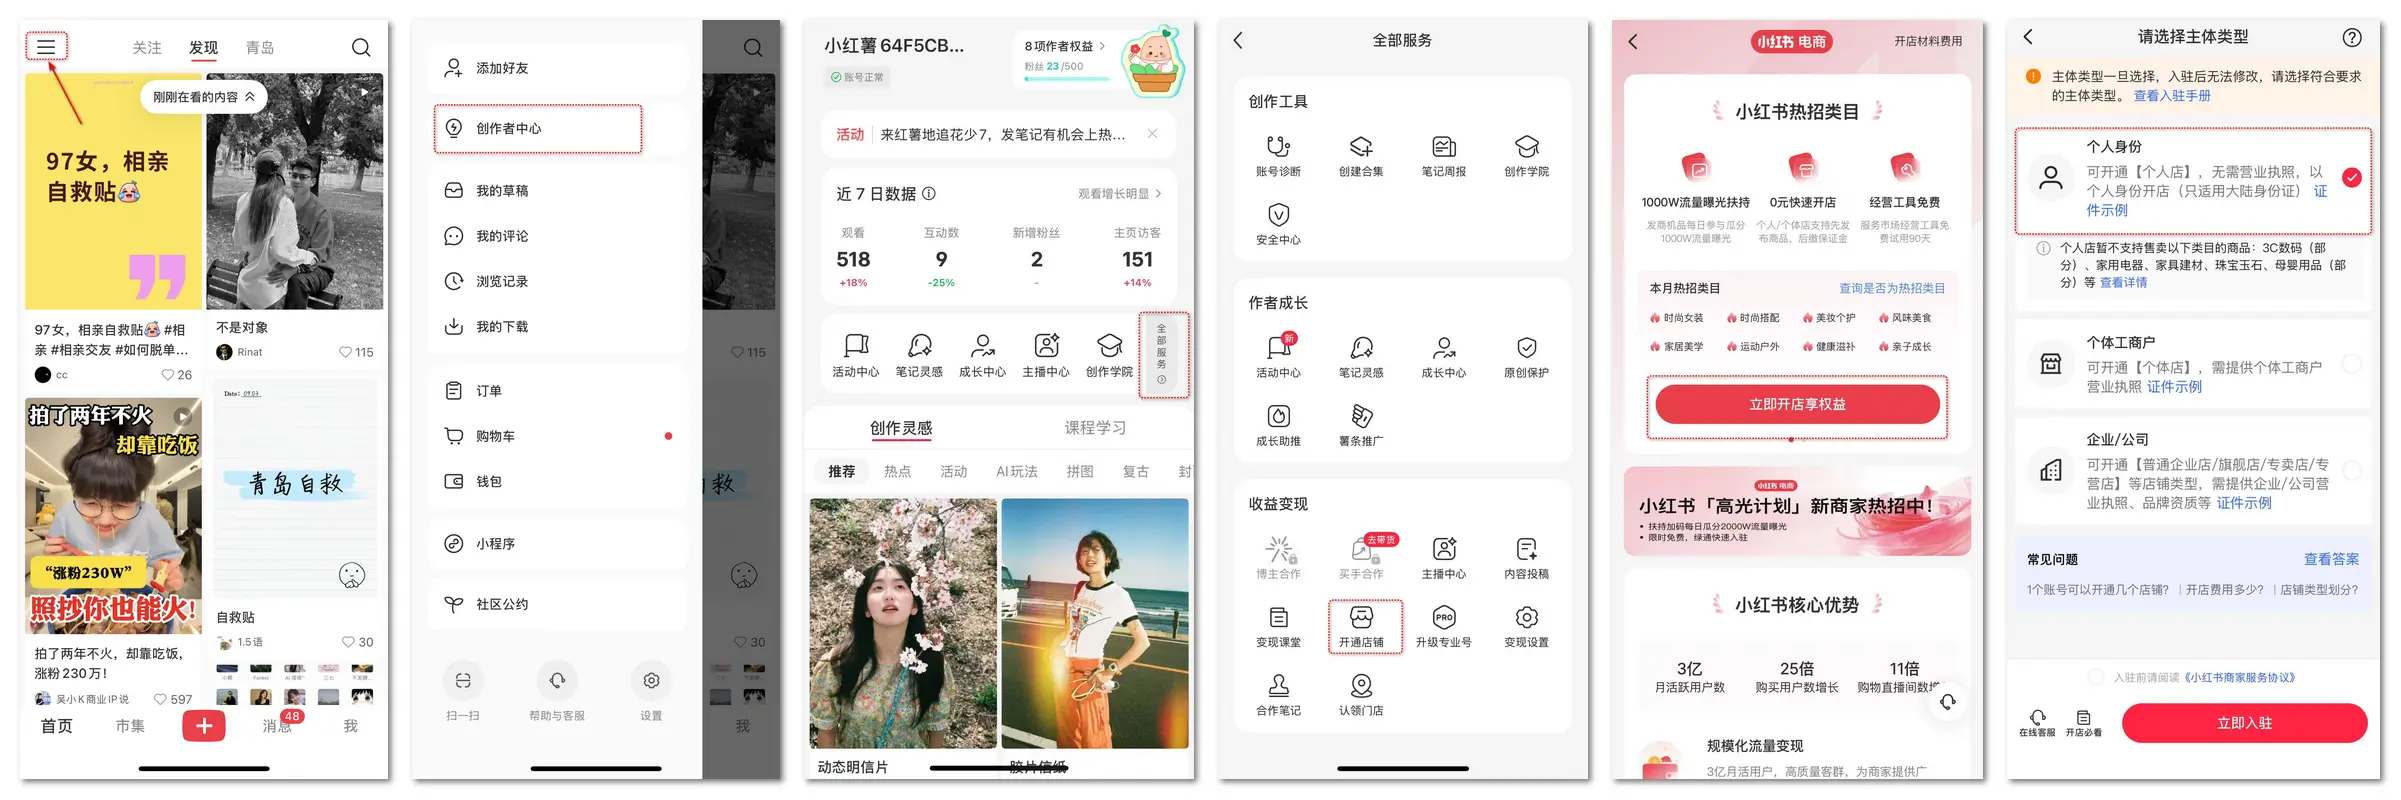 关注
发现
青岛
刚刚在看的内容
97女，相亲
自救贴
97女，相亲自救贴 #相
亲 #相亲交友 #如何脱单...
cc
26
不是对象
Rinat
115
拍了两年不火
却靠吃饭
“涨粉230W”
照抄你也能火!
拍了两年不火，却靠吃饭，
涨粉230万！
吴小K商业IP说
597
Date:
青岛自救
自救贴
1.5语
30
首页
市集
消息
48
我
添加好友
创作者中心
我的草稿
我的评论
浏览记录
我的下载
订单
购物车
钱包
小程序
社区公约
扫一扫
帮助与客服
设置
115
救
30
我
小红薯64F5CB...
账号正常
8项作者权益
粉丝 23/500
活动
来红薯地追花少7，发笔记有机会上热...
近7日数据
观看增长明显
观看
互动数
新增粉丝
主页访客
518
9
2
151
+18%
-25%
-
+14%
活动中心
笔记灵感
成长中心
主播中心
创作学院
全部服务
创作灵感
课程学习
推荐
热点
活动
AI玩法
拼图
复古
动态明信片
胶片信纸
全部服务
创作工具
账号诊断
创建合集
笔记周报
创作学院
安全中心
作者成长
新
活动中心
笔记灵感
成长中心
原创保护
成长助推
薯条推广
收益变现
去带货
博主合作
买手合作
主播中心
内容投稿
变现课堂
开通店铺
PRO
升级专业号
变现设置
合作笔记
认领门店
小红书 电商
开店材料费用
小红书热招类目
1000W流量曝光扶持
0元快速开店
经营工具免费
发商机品每日参与瓜分
1000W流量曝光
个人/个体店支持先发
布商品，后缴保证金
服务市场经营工具免
费试用90天
本月热招类目
查询是否为热招类目
时尚女装
时尚搭配
美妆个护
风味美食
家居美学
运动户外
健康滋补
亲子成长
立即开店享权益
小红书 电商
小红书「高光计划」新商家热招中!
• 扶持加码每日瓜分2000W流量曝光
• 限时免费，绿通快速入驻
小红书核心优势
3亿
25倍
11倍
月活跃用户数
购买用户数增长
购物直播间数增
规模化流量变现
3亿月活用户，高质量客群，为商家提供广
请选择主体类型
主体类型一旦选择，入驻后无法修改，请选择符合要求
的主体类型。 查看入驻手册
个人身份
可开通【个人店】，无需营业执照，以
个人身份开店（只适用大陆身份证） 证
件示例
个人店暂不支持售卖以下类目的商品：3C数码（部
分）、家用电器、家具建材、珠宝玉石、母婴用品（部
分）等 查看详情
个体工商户
可开通【个体店】，需提供个体工商户
营业执照 证件示例
企业/公司
可开通【普通企业店/旗舰店/专卖店/专
营店】等店铺类型，需提供企业/公司营
业执照、品牌资质等 证件示例
常见问题
查看答案
1个账号可以开通几个店铺？ | 开店费用多少？ | 店铺类型划分？
入驻前请阅读《小红书商家服务协议》
在线客服
开店必看
立即入驻